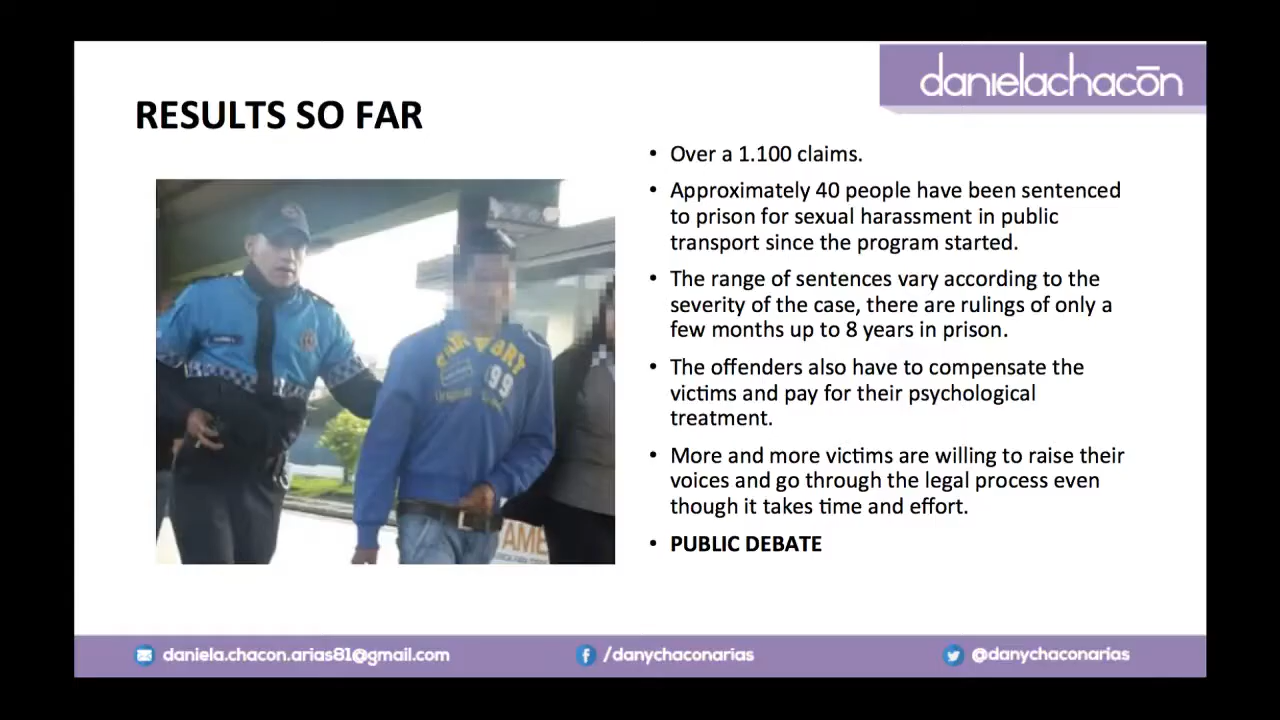 danielachacōn
RESULTS SO FAR
• Over a 1.100 claims.
• Approximately 40 people have been sentenced
to prison for sexual harassment in public
transport since the program started.
• The range of sentences vary according to the
severity of the case, there are rulings of only a
few months up to 8 years in prison.
• The offenders also have to compensate the
victims and pay for their psychological
treatment.
• More and more victims are willing to raise their
voices and go through the legal process even
though it takes time and effort.
• PUBLIC DEBATE
99
AME
daniela.chacon.arias81@gmail.com
/danychaconarias
@danychaconarias